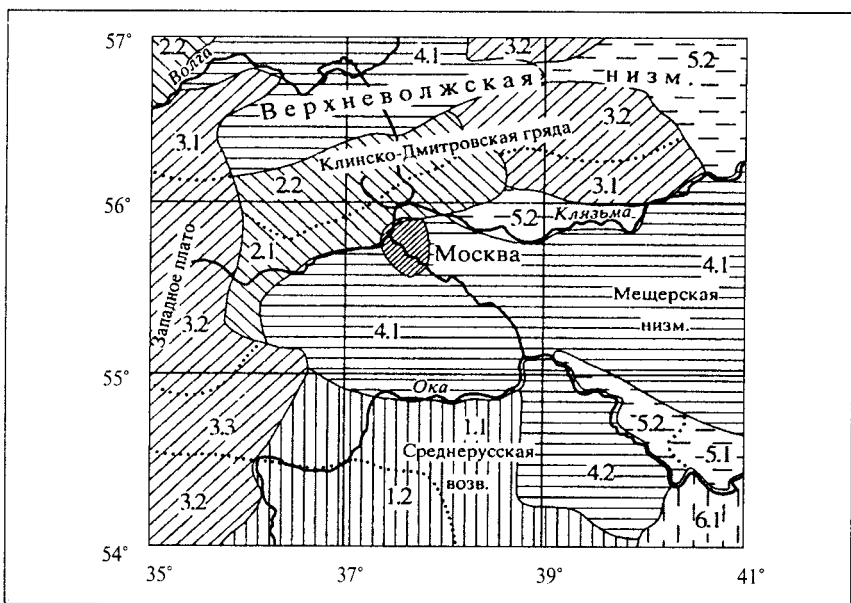 57°
2.2
Волга
4.1
3.2
5.2
Верхневолжская низм.
3.1
3.2
Клинско-Дмитровская гряда
2.2
3.1
56°
5.2
Клязьма
2.1
Москва
4.1
Западное плато
3.2
Мещерская
низм.
4.1
55°
Ока
3.3
1.1
5.2
Среднерусская
возв.
5.1
4.2
3.2
1.2
6.1
54°
35°
37°
39°
41°